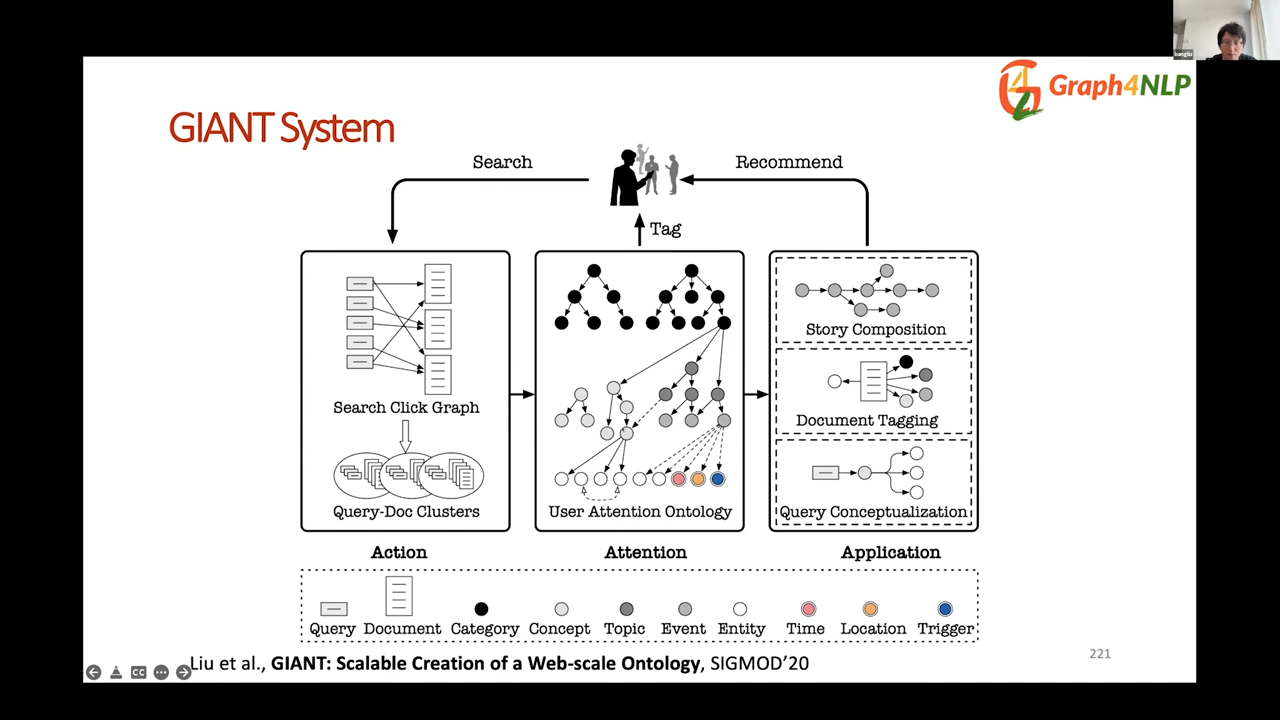 bangliu
Graph4NLP
GIANT System
Search
Recommend
Tag
Search Click Graph
Query-Doc Clusters
User Attention Ontology
Story Composition
Document Tagging
Query Conceptualization
Action
Attention
Application
Query Document Category Concept Topic Event Entity Time Location Trigger
Liu et al., GIANT: Scalable Creation of a Web-scale Ontology, SIGMOD'20
221
CC